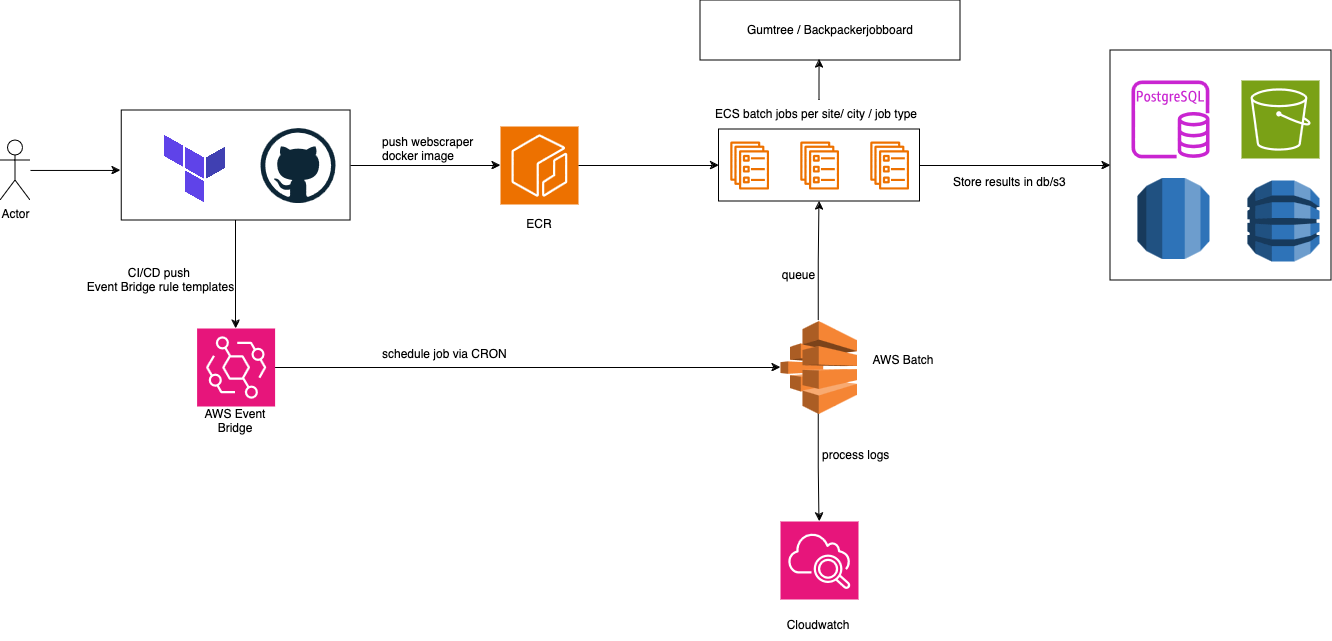 Gumtree / Backpackerjobboard
ECS batch jobs per site/ city / job type
PostgreSQL
push webscraper
docker image
Store results in db/s3
Actor
ECR
CI/CD push
Event Bridge rule templates
queue
schedule job via CRON
AWS Batch
AWS Event
Bridge
process logs
Cloudwatch